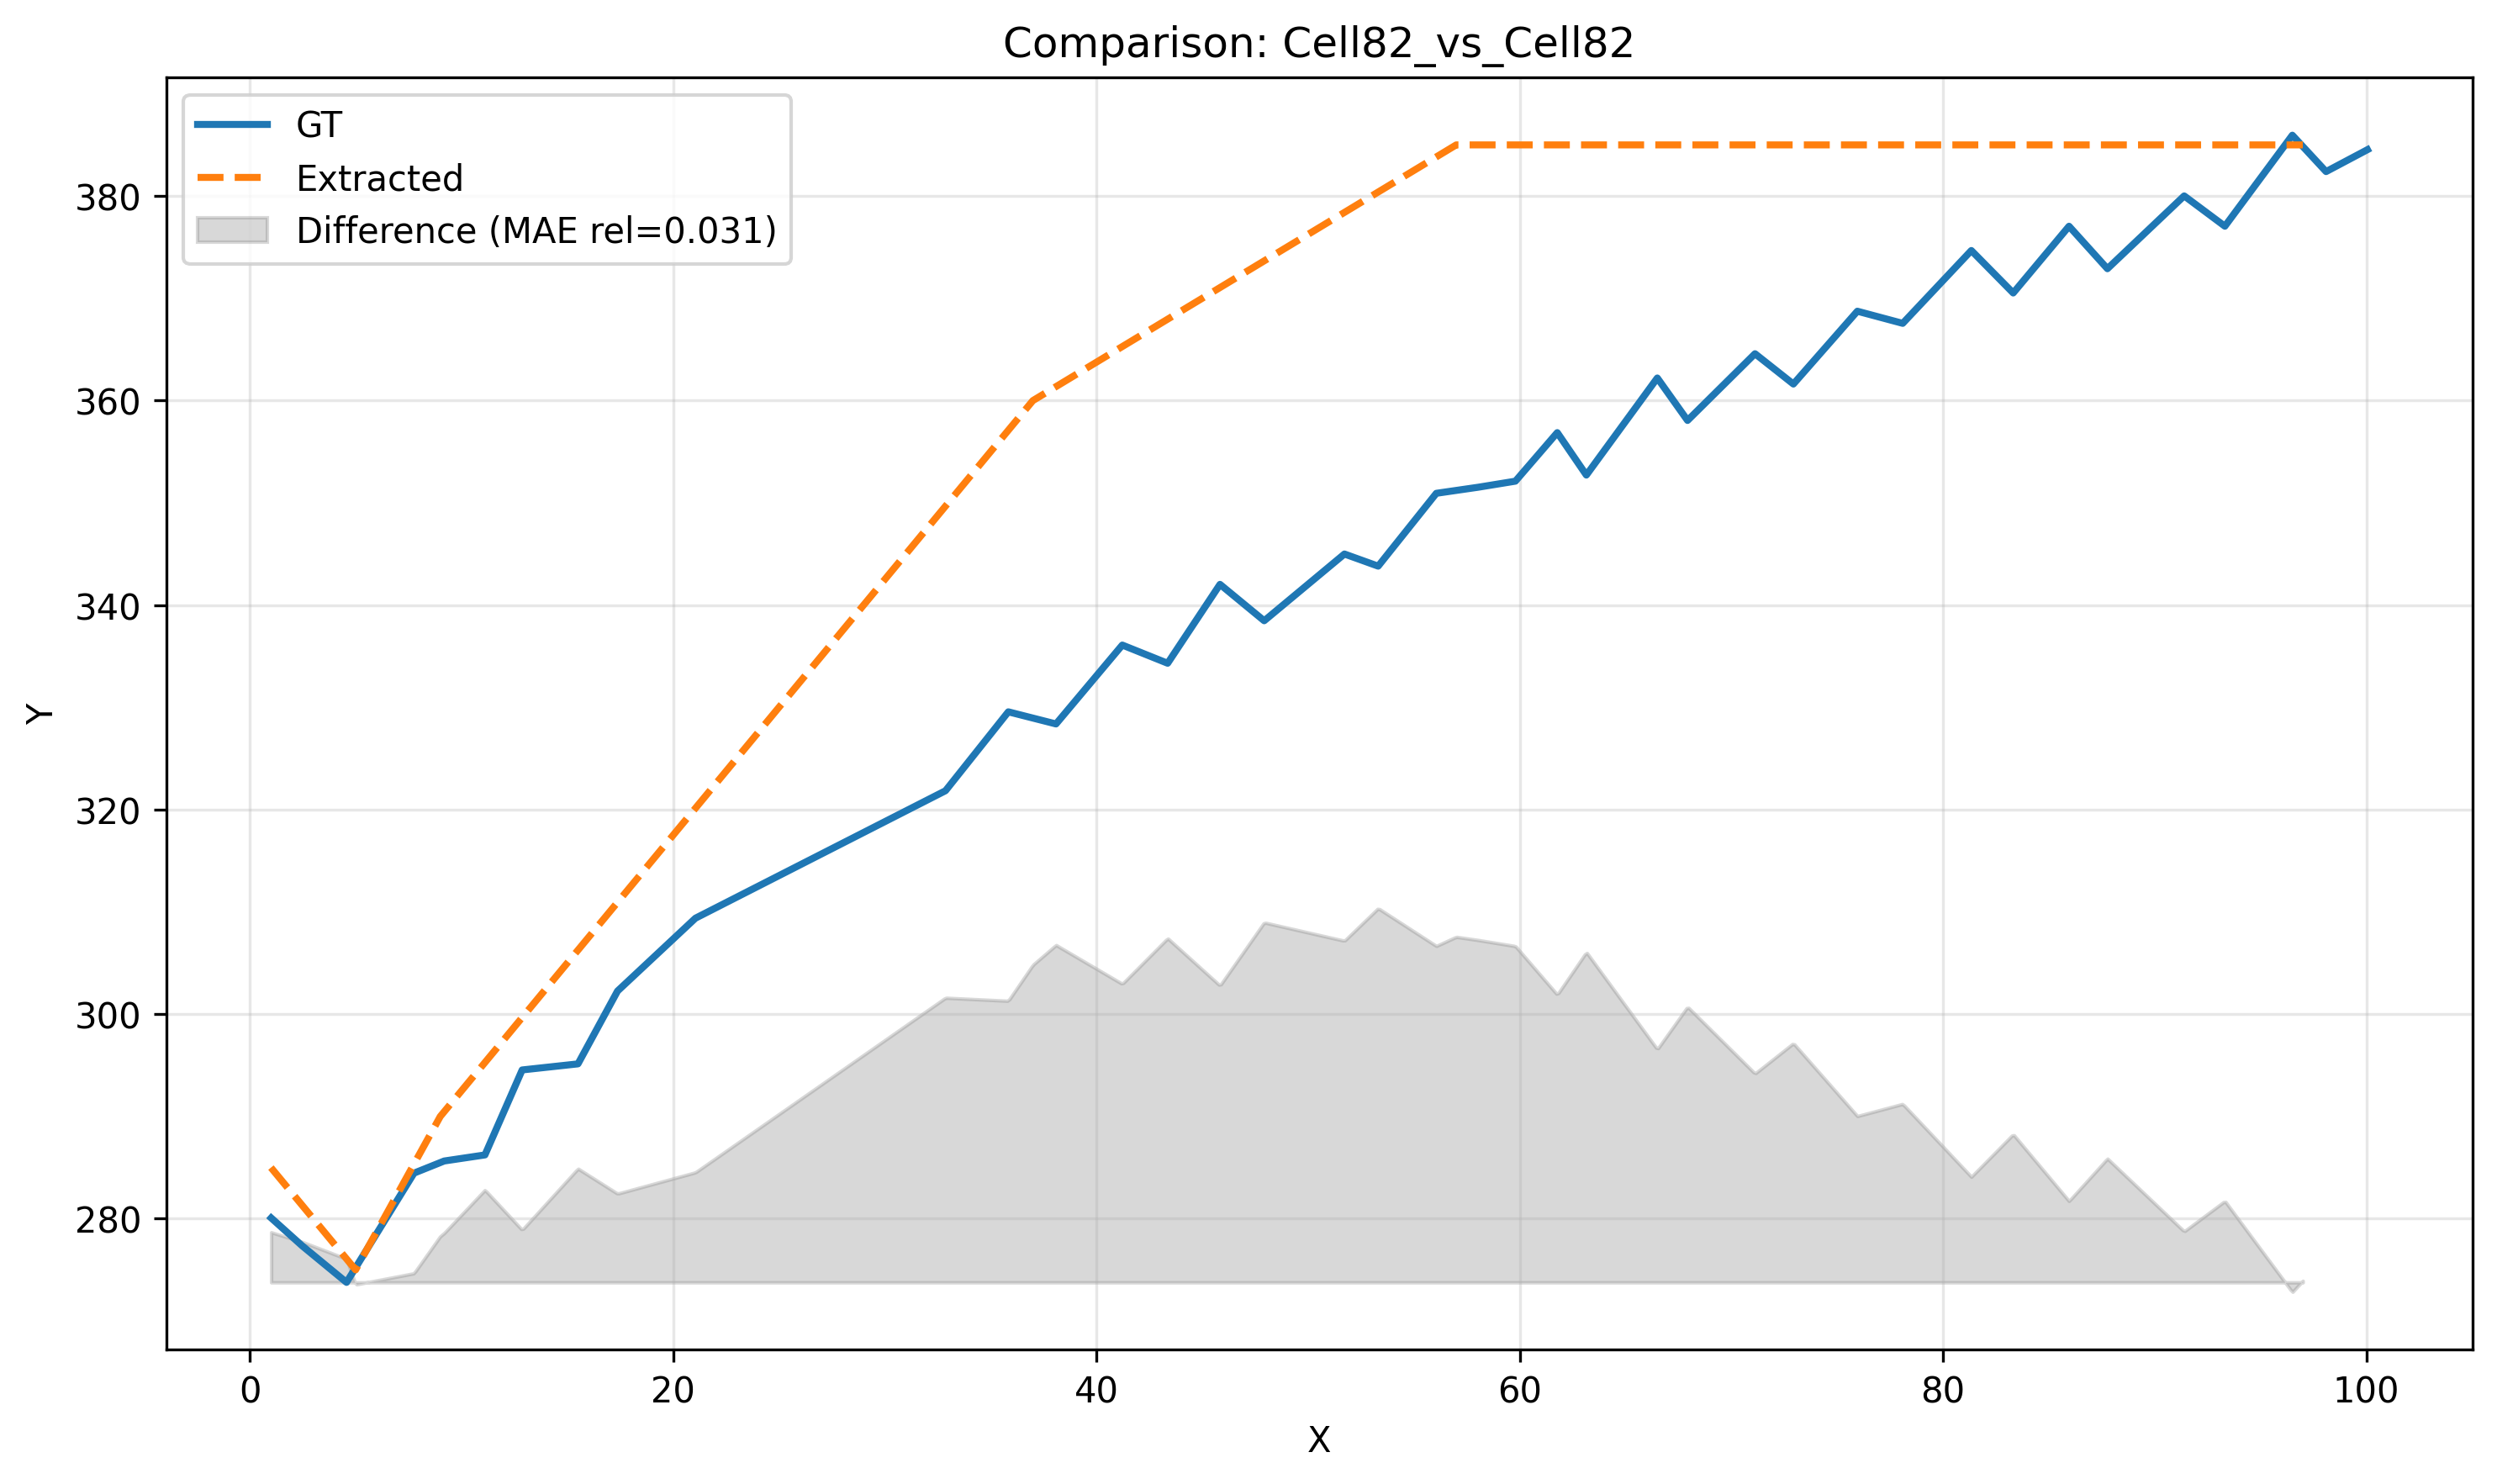 Comparison: Cell82_vs_Cell82
GT
Extracted
Difference (MAE rel=0.031)
380
360
340
320
300
280
Y
0 20 40 60 80 100
X